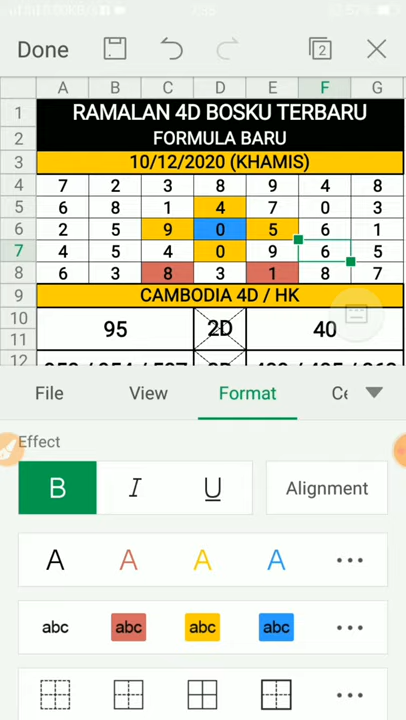 Done 2
A B C D E F G
1 RAMALAN 4D BOSKU TERBARU
2 FORMULA BARU
3 10/12/2020 (KHAMIS)
4 7 2 3 8 9 4 8
5 6 8 1 4 7 0 3
6 2 5 9 0 5 6 1
7 4 5 4 0 9 6 5
8 6 3 8 3 1 8 7
9 CAMBODIA 4D / HK
10
95 2D 40
11
12
File View Format Ce
Effect
B I U Alignment
A A A A
abc abc abc abc